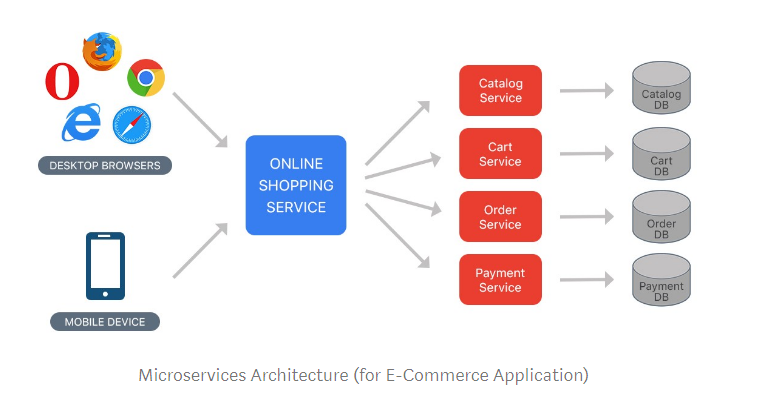 DESKTOP BROWSERS
MOBILE DEVICE
ONLINE
SHOPPING
SERVICE
Catalog
Service
Catalog
DB
Cart
Service
Cart
DB
Order
Service
Order
DB
Payment
Service
Payment
DB
Microservices Architecture (for E-Commerce Application)